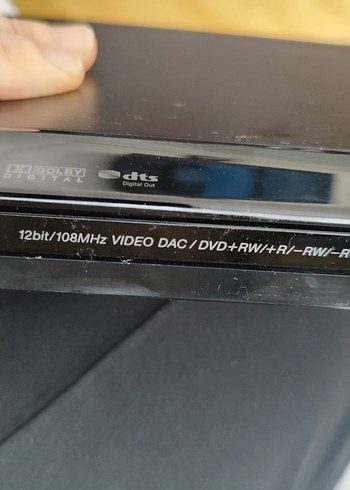 DOLBY
DIGITAL
dts
Digital Out
12bit/108MHz VIDEO DAC / DVD+RW/+R/−RW/−R